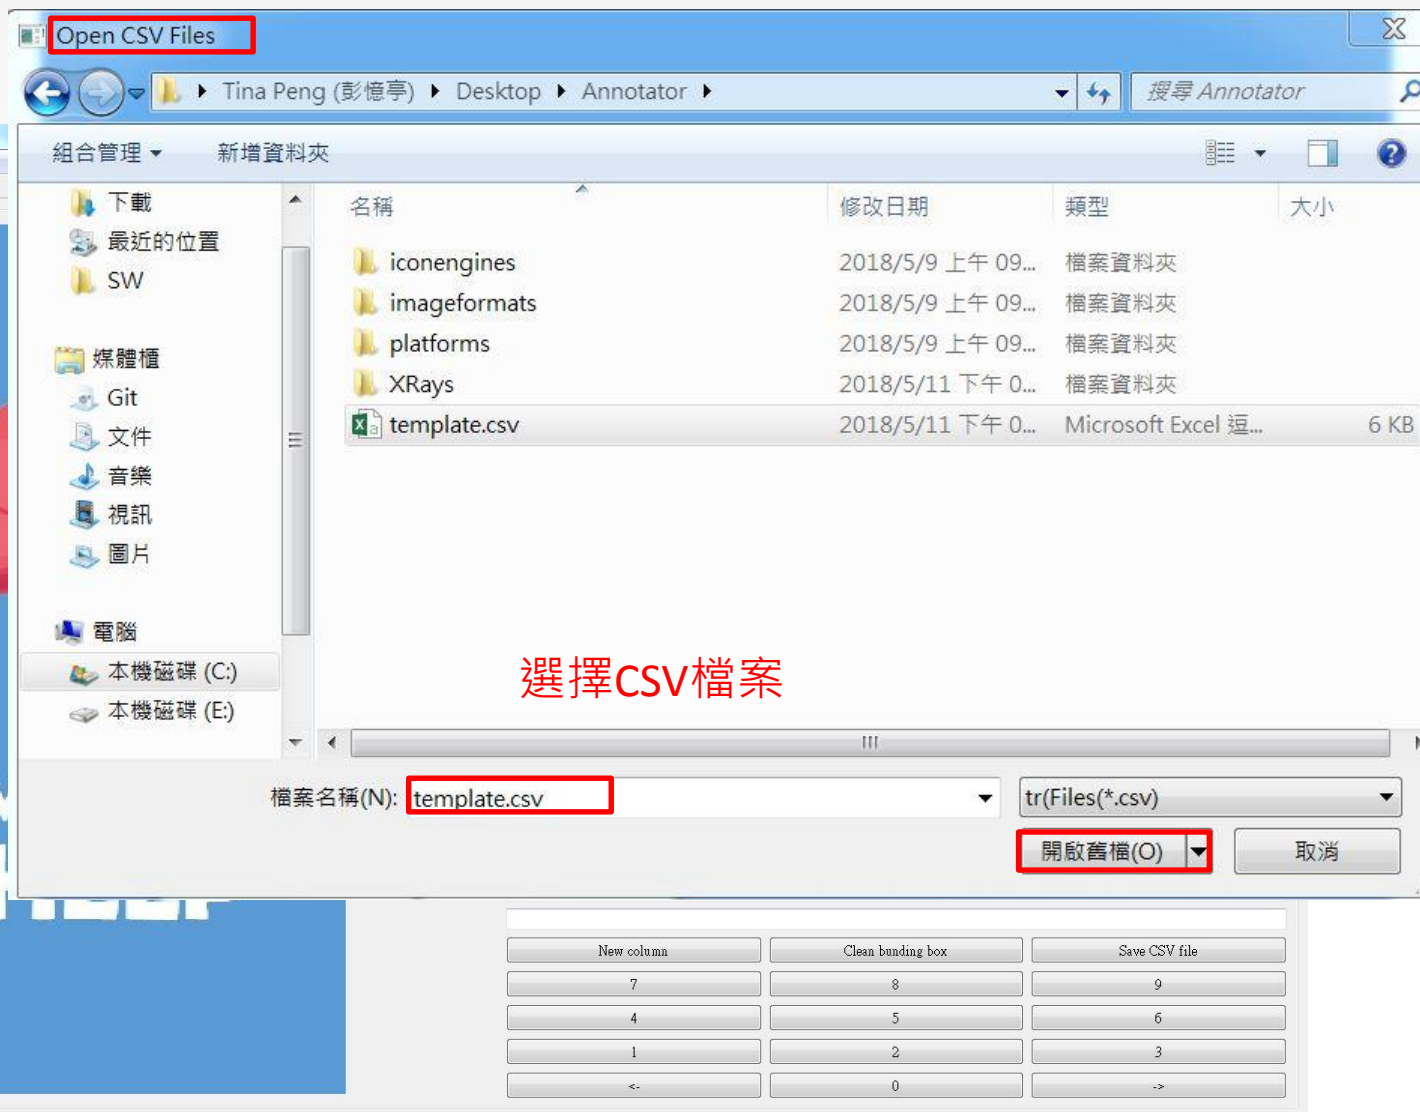 Open CSV Files
Tina Peng (彭憶亭) Desktop Annotator
搜尋 Annotator
組合管理 新增資料夾
下載
最近的位置
SW
媒體櫃
Git
文件
音樂
視訊
圖片
電腦
本機磁碟 (C:)
本機磁碟 (E:)
名稱 修改日期 類型 大小
iconengines 2018/5/9 上午 09... 檔案資料夾
imageformats 2018/5/9 上午 09... 檔案資料夾
platforms 2018/5/9 上午 09... 檔案資料夾
XRays 2018/5/11 下午 0... 檔案資料夾
template.csv 2018/5/11 下午 0... Microsoft Excel 逗... 6 KB
選擇CSV檔案
檔案名稱(N): template.csv tr(Files(*.csv)
開啟舊檔(O) 取消
New column Clean bunding box Save CSV file
7 8 9
4 5 6
1 2 3
<- 0 ->